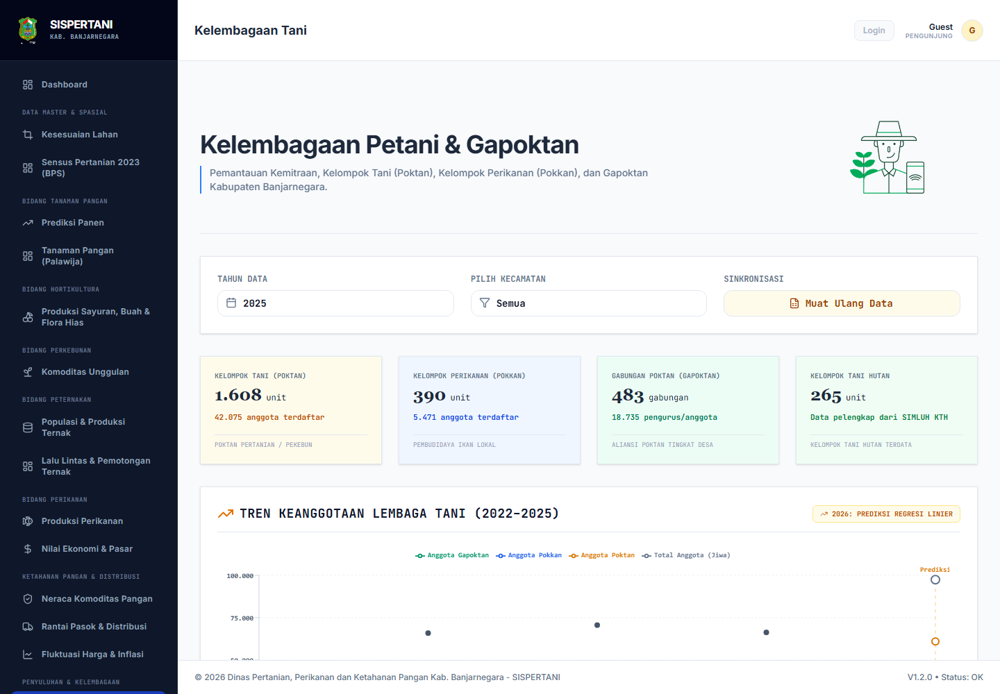 SISPERTANI
KAB. BANJARNEGARA
Dashboard
DATA MASTER & SPASIAL
Kesesuaian Lahan
Sensus Pertanian 2023
(BPS)
BIDANG TANAMAN PANGAN
Prediksi Panen
Tanaman Pangan
(Palawija)
BIDANG HORTIKULTURA
Produksi Sayuran, Buah &
Flora Hias
BIDANG PERKEBUNAN
Komoditas Unggulan
BIDANG PETERNAKAN
Populasi & Produksi
Ternak
Lalu Lintas & Pemotongan
Ternak
BIDANG PERIKANAN
Produksi Perikanan
Nilai Ekonomi & Pasar
KETAHANAN PANGAN & DISTRIBUSI
Neraca Komoditas Pangan
Rantai Pasok & Distribusi
Fluktuasi Harga & Inflasi
PENYULUHAN & KELEMBAGAAN
Kelembagaan Tani
Login
Guest
PENGUNJUNG
G
Kelembagaan Petani & Gapoktan
Pemantauan Kemitraan, Kelompok Tani (Poktan), Kelompok Perikanan (Pokkan), dan Gapoktan
Kabupaten Banjarnegara.
TAHUN DATA
2025
PILIH KECAMATAN
Semua
SINKRONISASI
Muat Ulang Data
KELOMPOK TANI (POKTAN)
1.608 unit
42.075 anggota terdaftar
POKTAN PERTANIAN / PEKEBUN
KELOMPOK PERIKANAN (POKKAN)
390 unit
5.471 anggota terdaftar
PEMBUDIDAYA IKAN LOKAL
GABUNGAN POKTAN (GAPOKTAN)
483 gabungan
18.735 pengurus/anggota
ALIANSI POKTAN TINGKAT DESA
KELOMPOK TANI HUTAN
265 unit
Data pelengkap dari SIMLUH KTH
KELOMPOK TANI HUTAN TERDATA
TREN KEANGGOTAAN LEMBAGA TANI (2022-2025)
2026: PREDIKSI REGRESI LINIER
Anggota Gapoktan
Anggota Pokkan
Anggota Poktan
Total Anggota (Jiwa)
Prediksi
100.000
75.000
50.000
© 2026 Dinas Pertanian, Perikanan dan Ketahanan Pangan Kab. Banjarnegara - SISPERTANI
V1.2.0 • Status: OK